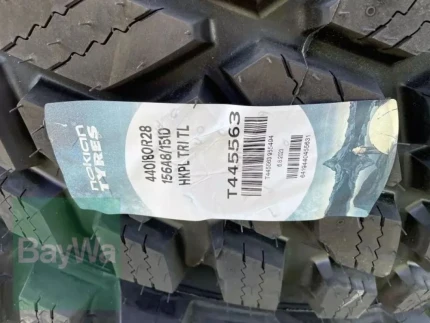 nokian
TYRES
440/80R28
156A8/151D
HKPL TRI TL
T445563
BayWa